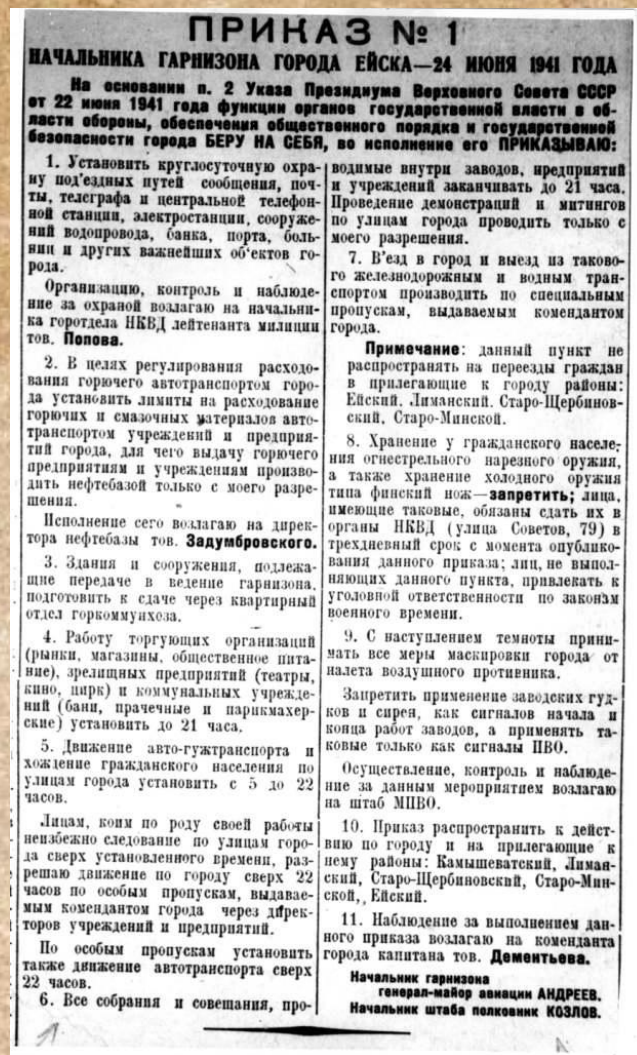 ПРИКАЗ № 1
НАЧАЛЬНИКА ГАРНИЗОНА ГОРОДА ЕЙСКА—24 ИЮНЯ 1941 ГОДА
На основании п. 2 Указа Президиума Верховного Совета СССР
от 22 июня 1941 года функции органов государственной власти в об-
ласти обороны, обеспечения общественного порядка и государственной
безопасности города БЕРУ НА СЕБЯ, во исполнение его ПРИКАЗЫВАЮ:
1. Установить круглосуточную охра-
ну под'ездных путей сообщения, поч-
ты, телеграфа и центральной телефон-
ной станции, электростанции, сооруже-
ний водопровода, банка, порта, боль-
ниц и других важнейших об'ектов го-
рода.
Организацию, контроль и наблюде-
ние за охраной возлагаю на начальни-
ка горотдела НКВД лейтенанта милиции
тов. Попова.
2. В целях регулирования расходо-
вания горючего автотранспортом горо-
да установить лимиты на расходование
горючих и смазочных материалов авто-
транспортом учреждений и предприя-
тий города, для чего выдачу горючего
предприятиям и учреждениям производ-
дить нефтебазой только с моего разре-
шения.
Исполнение сего возлагаю на дирек-
тора нефтебазы тов. Задумбровского.
3. Здания и сооружения, подлежа-
щие передаче в ведение гарнизона,
подготовить к сдаче через квартирный
отдел горкоммунхоза.
4. Работу торгующих организаций
(рынки, магазины, общественное пита-
ние), зрелищных предприятий (театры,
кино, цирк) и коммунальных учрежде-
ний (бани, прачечные и парикмахер-
ские) установить до 21 часа.
5. Движение авто-гужтранспорта и
хождение гражданского населения по
улицам города установить с 5 до 22
часов.
Лицам, коим по роду своей работы
неизбежно следование по улицам горо-
да сверх установленного времени, раз-
решаю движение по городу сверх 22
часов по особым пропускам, выдавае-
мым комендантом города через дирек-
торов учреждений и предприятий.
По особым пропускам установить
также движение автотранспорта сверх
22 часов.
6. Все собрания и совещания, про-
водимые внутри заводов, предприятий
и учреждений заканчивать до 21 часа.
Проведение демонстраций и митингов
по улицам города проводить только с
моего разрешения.
7. В'езд в город и выезд из таково-
го железнодорожным и водным тран-
спортом производить по специальным
пропускам, выдаваемым комендантом
города.
Примечание: данный пункт не
распространять на переезды граждан
в прилегающие к городу районы:
Ейский, Лиманский, Старо-Щербинов-
ский, Старо-Минской.
8. Хранение у гражданского населе-
ния огнестрельного нарезного оружия,
а также хранение холодного оружия
типа финский нож—запретить; лица,
имеющие таковые, обязаны сдать их в
органы НКВД (улица Советов, 79) в
трехдневный срок с момента опублико-
вания данного приказа; лиц, не выпол-
няющих данного пункта, привлекать к
уголовной ответственности по законам
военного времени.
9. С наступлением темноты прини-
мать все меры маскировки города от
налета воздушного противника.
Запретить применение заводских гуд-
ков и сирен, как сигналов начала и
конца работ заводов, а применять та-
ковые только как сигналы ПВО.
Осуществление, контроль и наблюде-
ние за данным мероприятием возлагаю
на штаб МПВО.
10. Приказ распространить к дейст-
вию по городу и на прилегающие к
нему районы: Камышеватский, Лиман-
ский, Старо-Щербиновский, Старо-Мин-
ской, Ейский.
11. Наблюдение за выполнением дан-
ного приказа возлагаю на коменданта
города капитана тов. Дементьева.
Начальник гарнизона
генерал-майор авиации АНДРЕЕВ.
Начальник штаба полковник КОЗЛОВ.